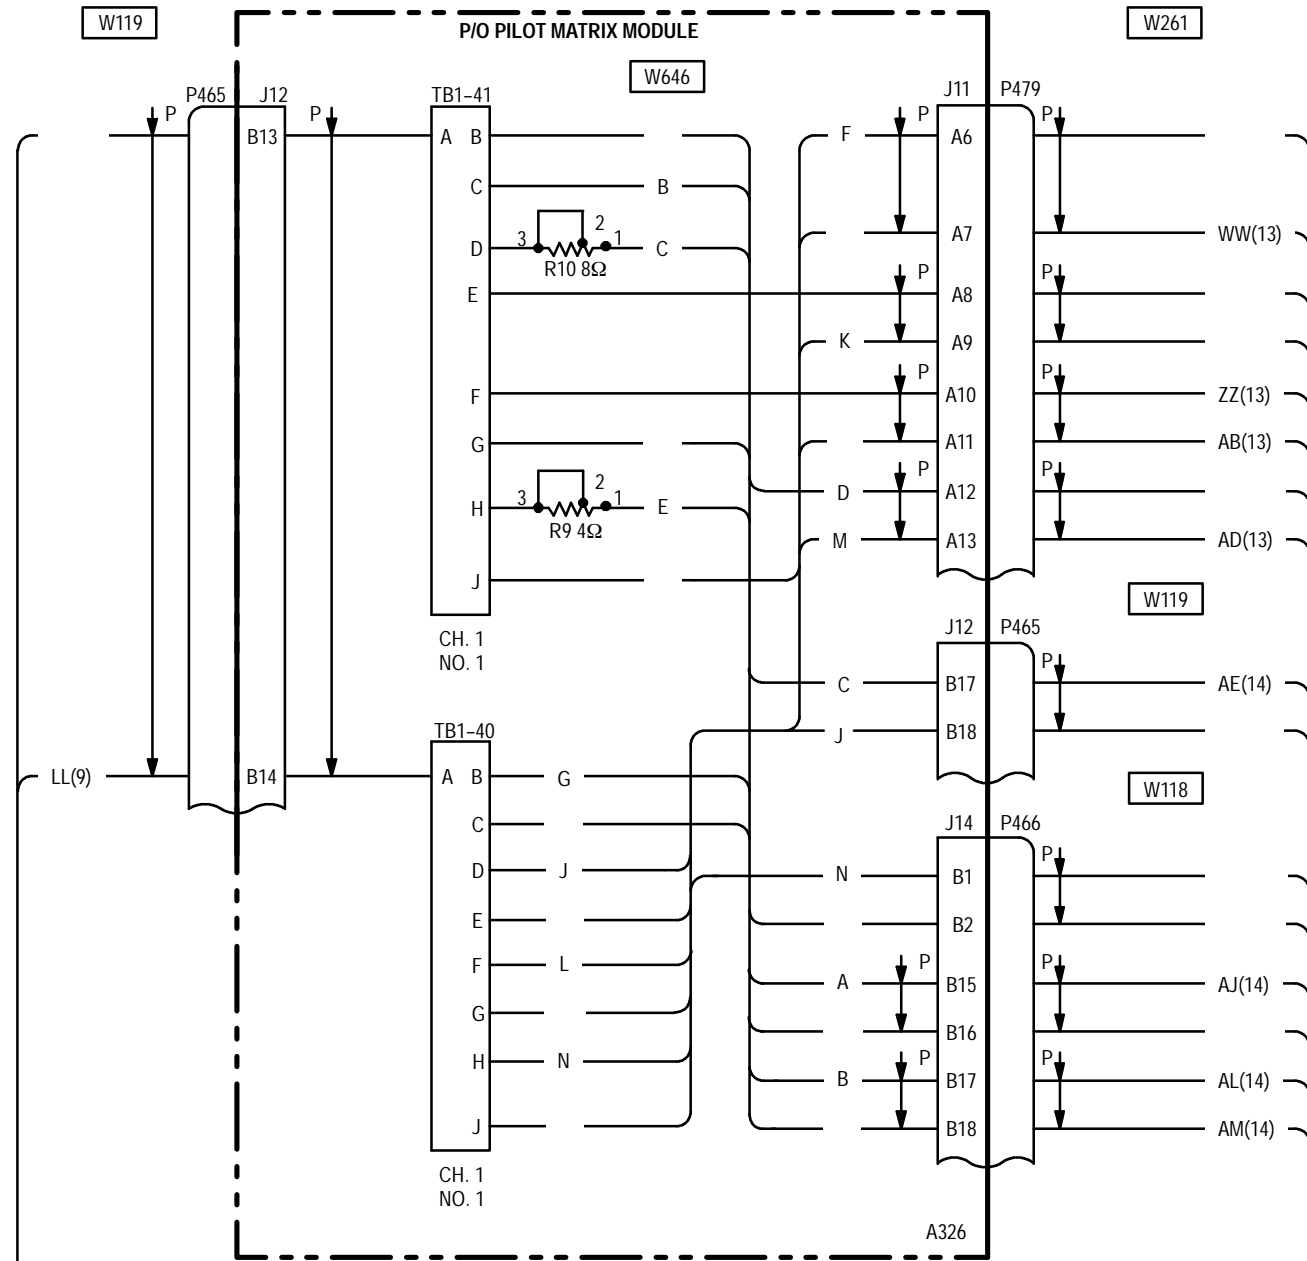 W119
P/O PILOT MATRIX MODULE
W261
W646
P465 J12
TB1-41
J11 P479
P B13 P A B F P A6 P
C B
3 2 1
D C
R10 8Ω
A7 WW(13)
E P A8 P
K A9
F P A10 P ZZ(13)
G A11 AB(13)
D P A12 P
3 2 1
H E
R9 4Ω
M A13 AD(13)
J
CH. 1
NO. 1
W119
J12 P465
C B17 P AE(14)
J B18
TB1-40
LL(9) B14 A B G
W118
C
J14 P466
D J
N B1 P
E B2
F L
A P B15 P AJ(14)
G B16
H N
B P B17 P AL(14)
J B18 AM(14)
CH. 1
NO. 1
A326